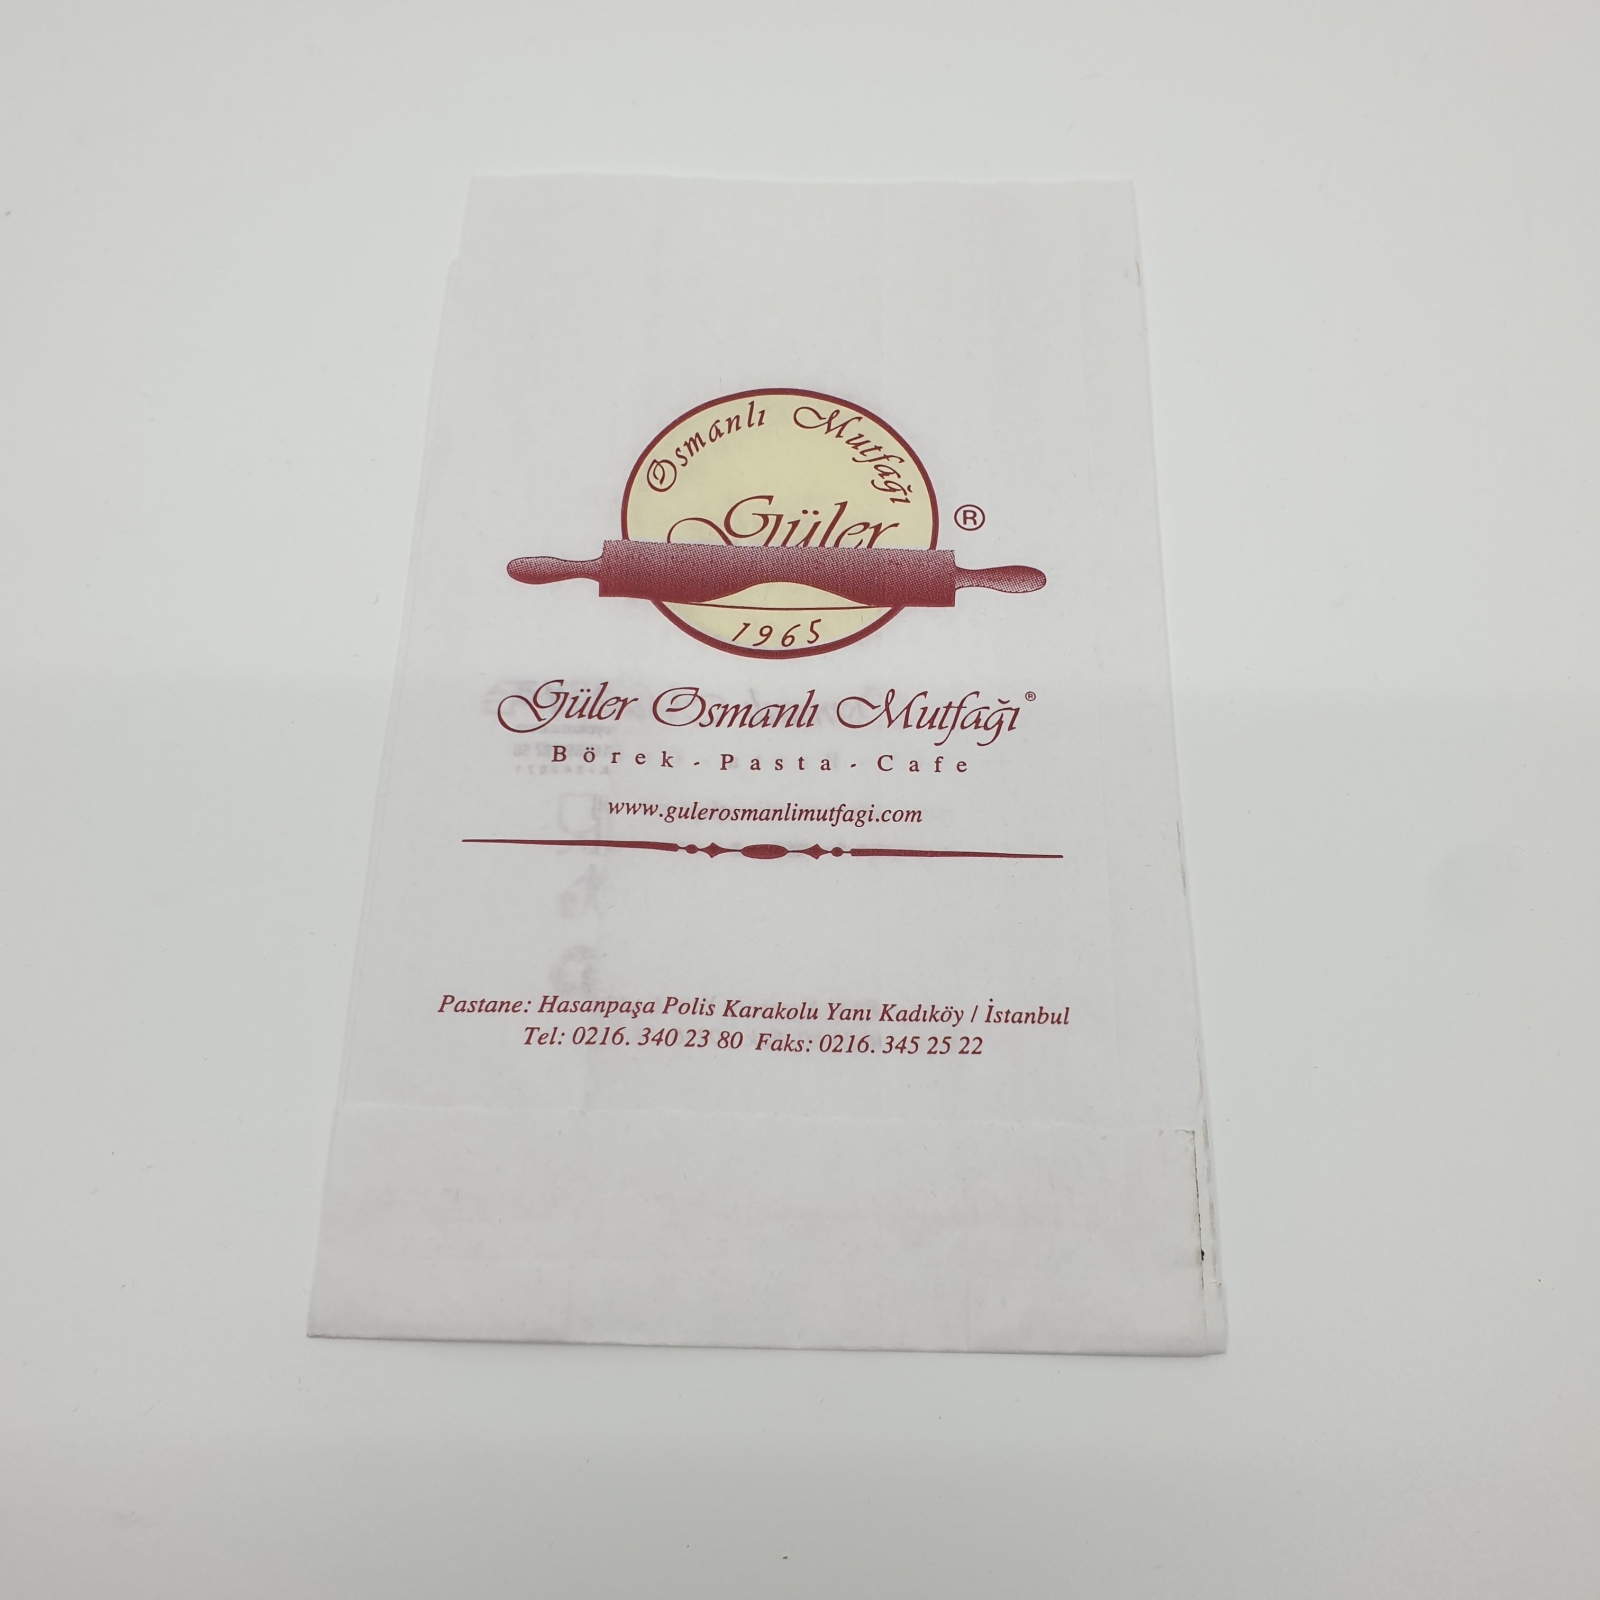 Osmanlı Mutfağı
Güler
®
1965
Güler Osmanlı Mutfağı®
Börek - Pasta - Cafe
www.gulerosmanlimutfagi.com
Pastane: Hasanpaşa Polis Karakolu Yanı Kadıköy / İstanbul
Tel: 0216. 340 23 80 Faks: 0216. 345 25 22